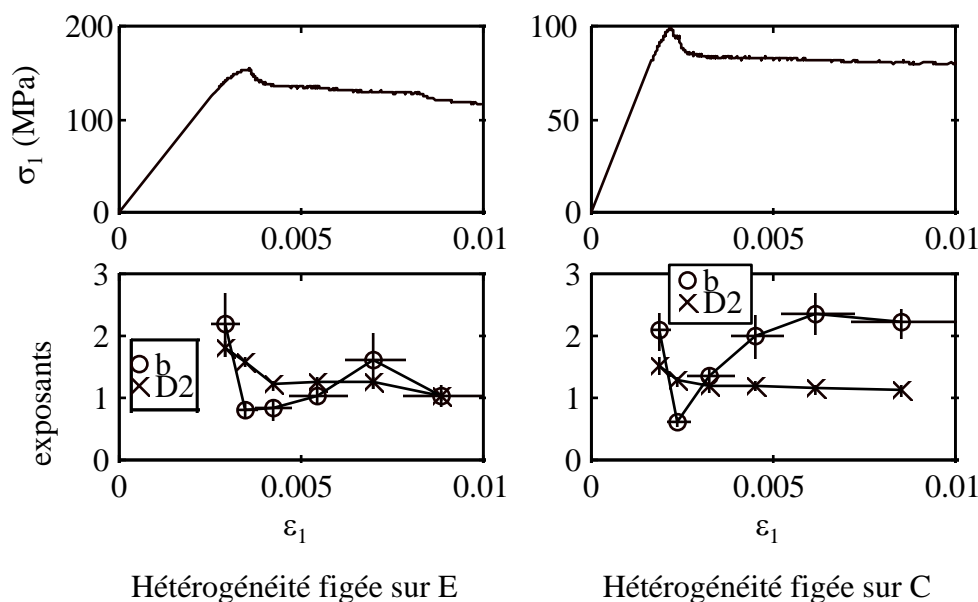 200
100
0
σ1 (MPa)
0 0.005 0.01
100
50
0
0 0.005 0.01
3
2
1
0
exposants
b
D2
0 0.005 0.01
ε1
3
2
1
0
b
D2
0 0.005 0.01
ε1
Hétérogénéité figée sur E
Hétérogénéité figée sur C